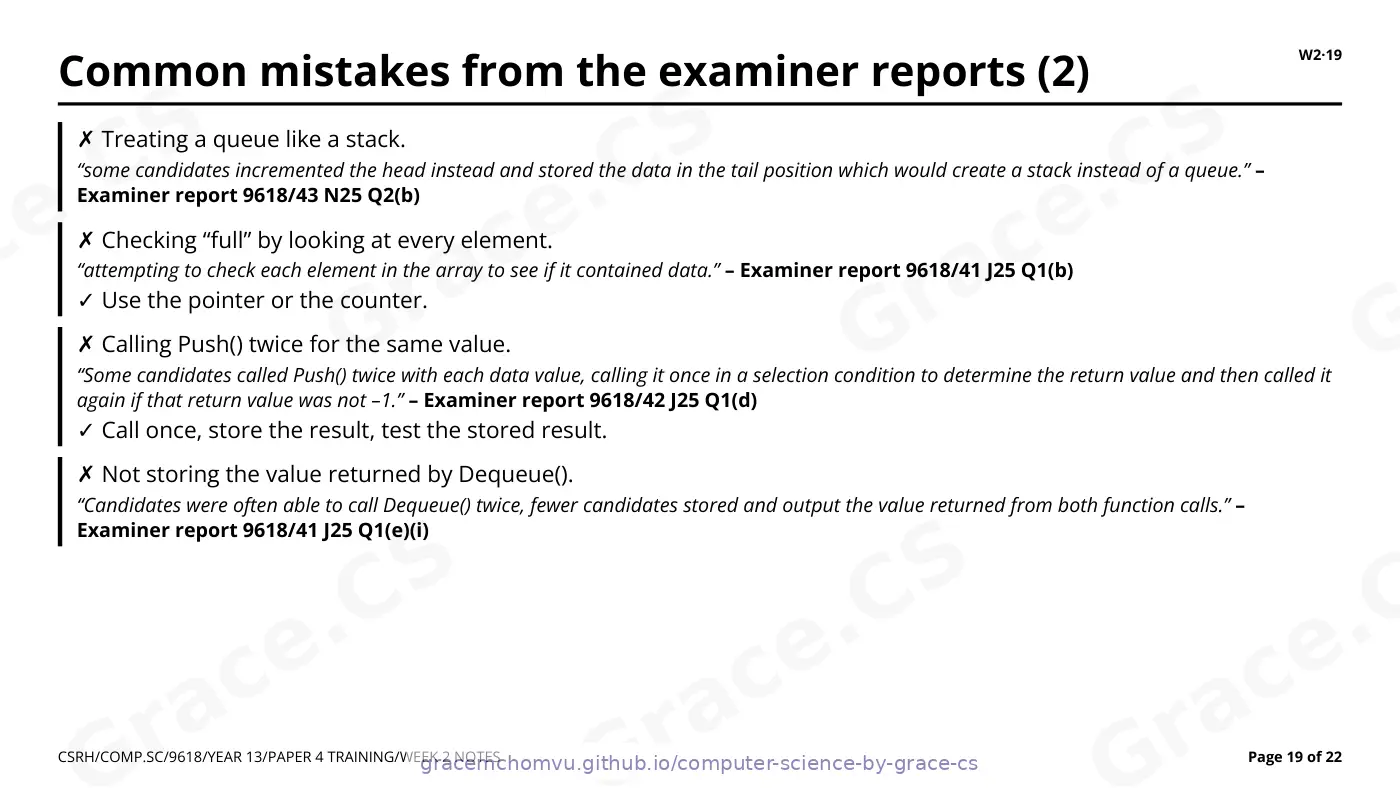 Common mistakes from the examiner reports (2)
W2·19
✗ Treating a queue like a stack.
“some candidates incremented the head instead and stored the data in the tail position which would create a stack instead of a queue.” –
Examiner report 9618/43 N25 Q2(b)
✗ Checking “full” by looking at every element.
“attempting to check each element in the array to see if it contained data.” – Examiner report 9618/41 J25 Q1(b)
✓ Use the pointer or the counter.
✗ Calling Push() twice for the same value.
“Some candidates called Push() twice with each data value, calling it once in a selection condition to determine the return value and then called it
again if that return value was not –1.” – Examiner report 9618/42 J25 Q1(d)
✓ Call once, store the result, test the stored result.
✗ Not storing the value returned by Dequeue().
“Candidates were often able to call Dequeue() twice, fewer candidates stored and output the value returned from both function calls.” –
Examiner report 9618/41 J25 Q1(e)(i)
CSRH/COMP.SC/9618/YEAR 13/PAPER 4 TRAINING/WEEK 2 NOTES
gracemchomvu.github.io/computer-science-by-grace-cs
Page 19 of 22
Grace.CS